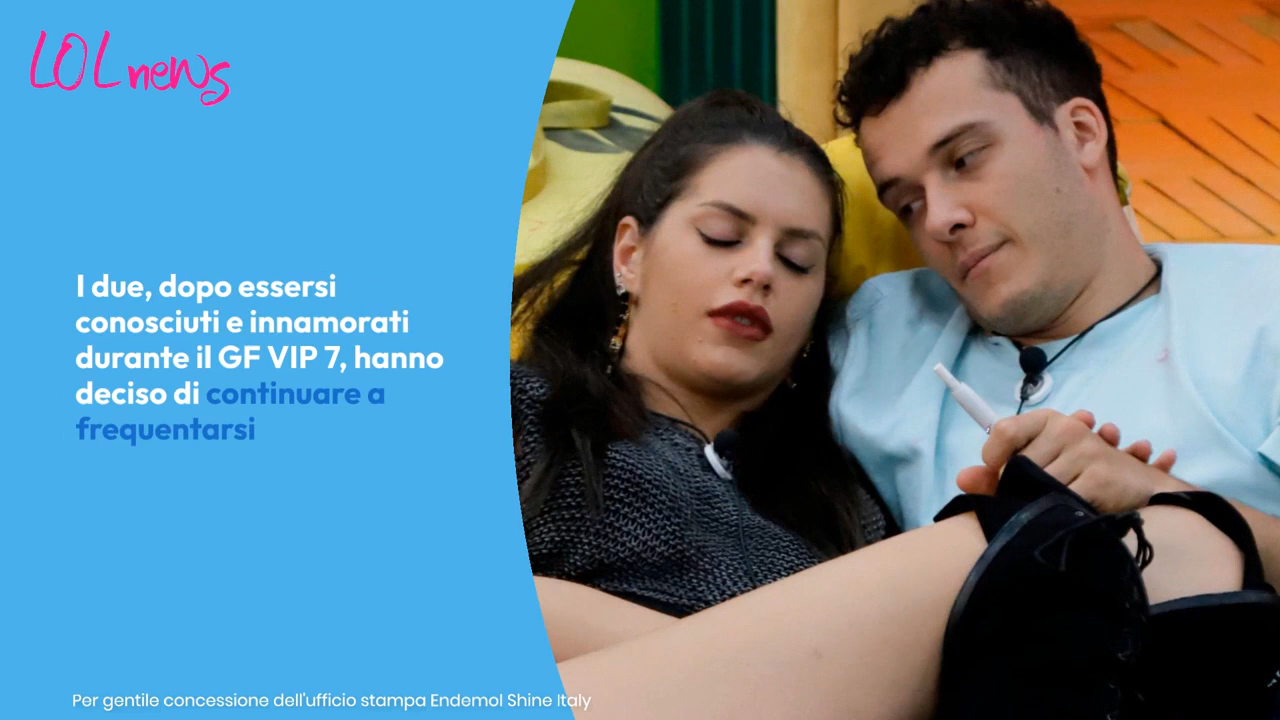 LOL news
I due, dopo essersi
conosciuti e innamorati
durante il GF VIP 7, hanno
deciso di continuare a
frequentarsi
Per gentile concessione dell'ufficio stampa Endemol Shine Italy